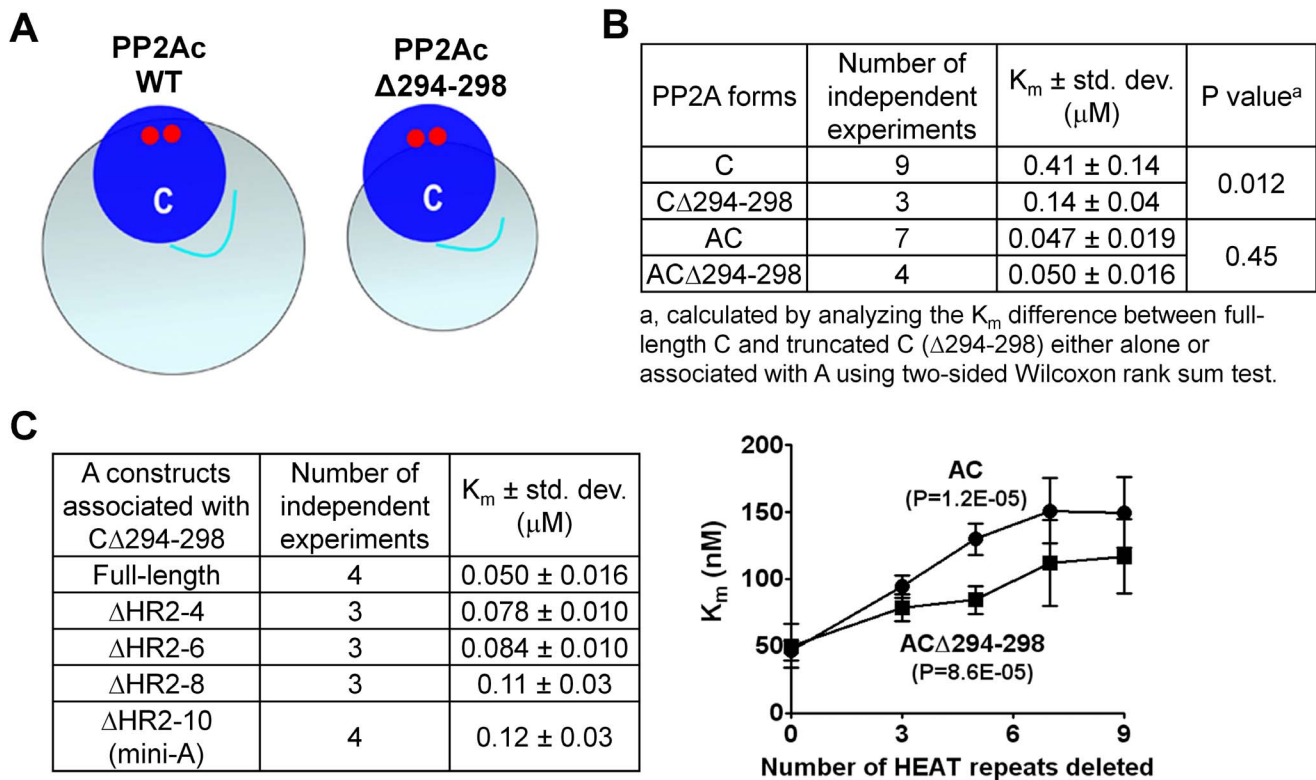 A
PP2Ac
WT
C
PP2Ac
Δ294-298
C
B
PP2A forms
Number of
independent
experiments
Km ± std. dev.
(μM)
P valueᵃ
C
9
0.41 ± 0.14
0.012
CΔ294-298
3
0.14 ± 0.04
AC
7
0.047 ± 0.019
0.45
ACΔ294-298
4
0.050 ± 0.016
a, calculated by analyzing the Km difference between full-
length C and truncated C (Δ294-298) either alone or
associated with A using two-sided Wilcoxon rank sum test.
C
A constructs
associated with
CΔ294-298
Number of
independent
experiments
Km ± std. dev.
(μM)
Full-length
4
0.050 ± 0.016
ΔHR2-4
3
0.078 ± 0.010
ΔHR2-6
3
0.084 ± 0.010
ΔHR2-8
3
0.11 ± 0.03
ΔHR2-10
(mini-A)
4
0.12 ± 0.03
Km (nM)
200
150
100
50
0
AC
(P=1.2E-05)
ACΔ294-298
(P=8.6E-05)
0
3
6
9
Number of HEAT repeats deleted